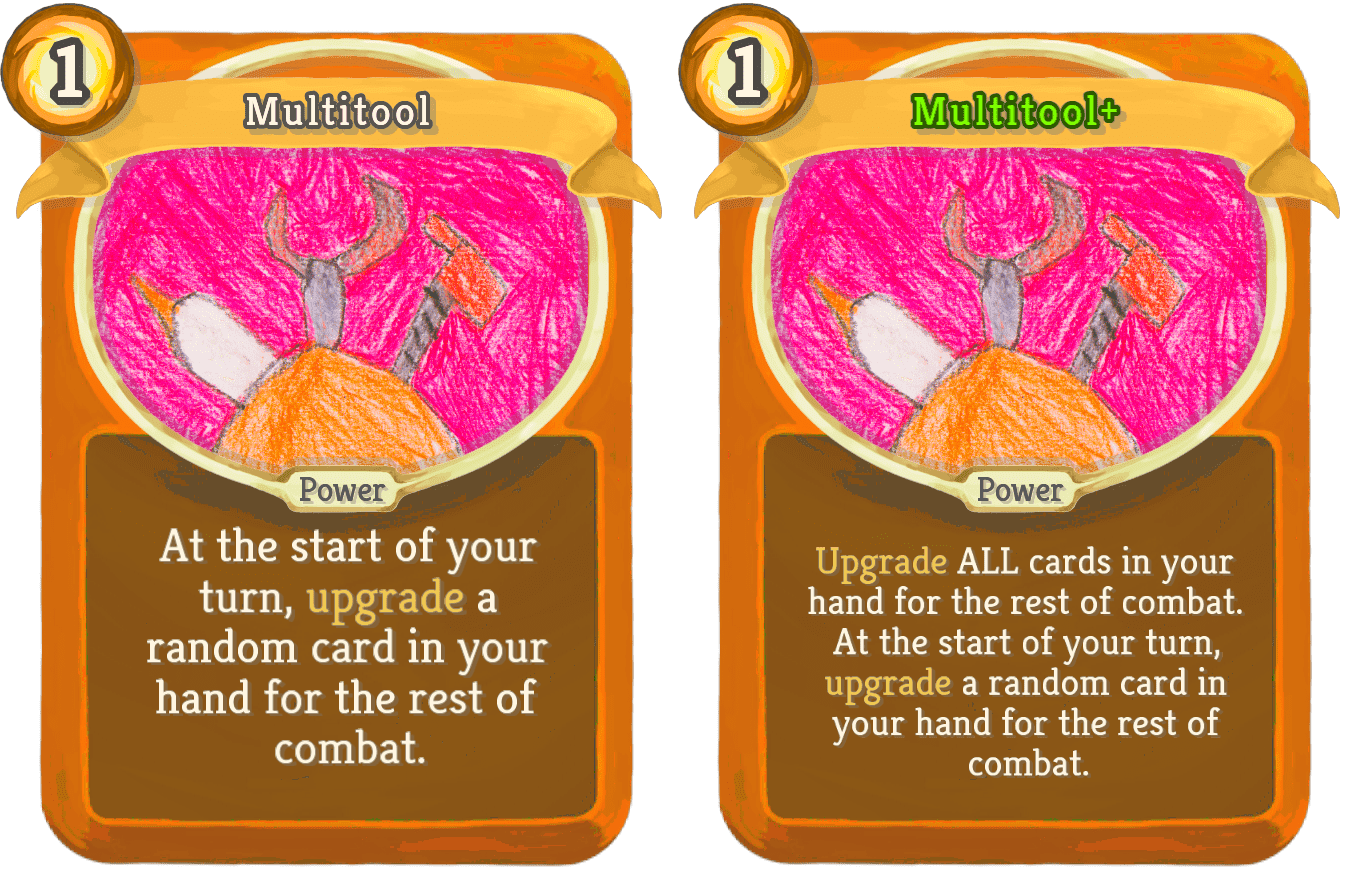 1
Multitool
Power
At the start of your
turn, upgrade a
random card in your
hand for the rest of
combat.
1
Multitool+
Power
Upgrade ALL cards in your
hand for the rest of combat.
At the start of your turn,
upgrade a random card in
your hand for the rest of
combat.